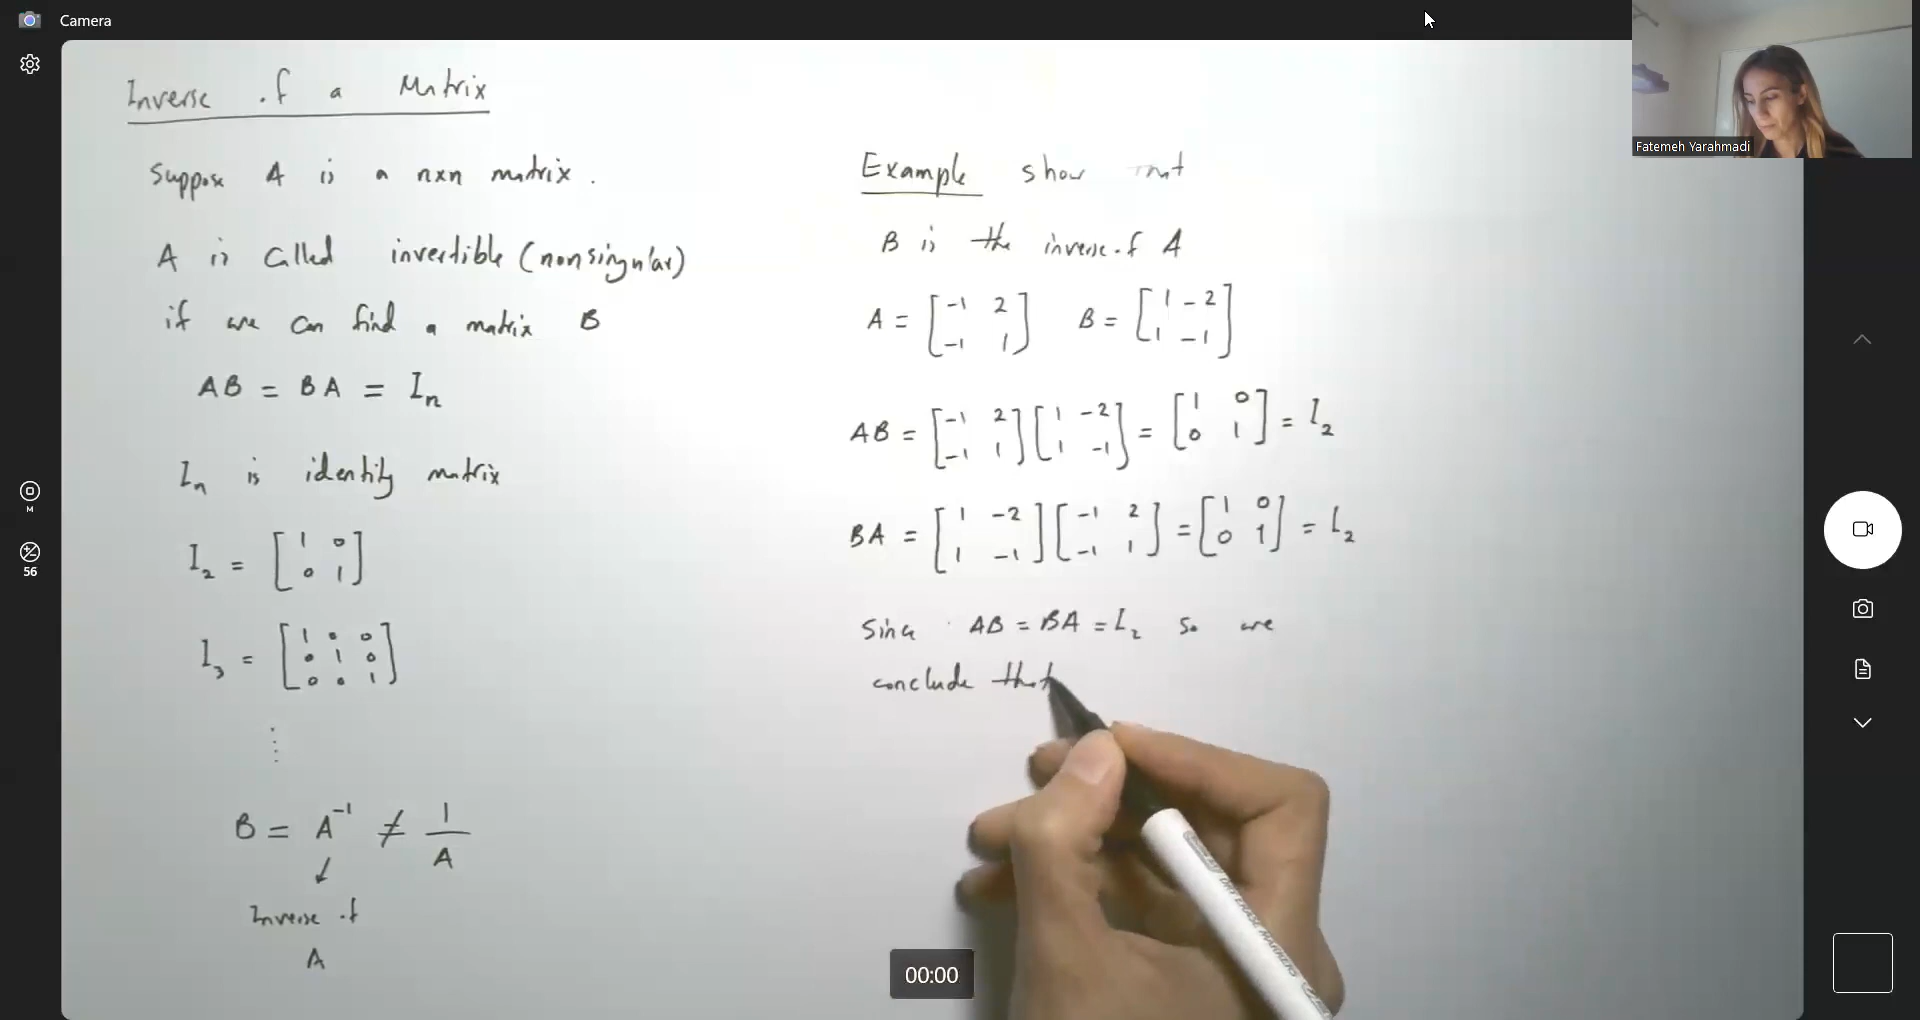 Camera
Inverse of a Matrix
Suppose A is a nxn matrix.
A is called invertible (nonsingular)
if we can find a matrix B
AB = BA = In
In is identity matrix
I2 = [1 0
0 1]
I3 = [1 0 0
0 1 0
0 0 1]
⋮
B = A⁻¹ ≠ 1/A
↓
Inverse of
A
Example show that
B is the inverse of A
A = [-1 2 B = [1 -2
-1 1] 1 -1]
AB = [-1 2 [1 -2 = [1 0 = I2
-1 1] 1 -1] 0 1]
BA = [1 -2 [-1 2 = [1 0 = I2
1 -1] -1 1] 0 1]
Since AB = BA = I2 so we
conclude that
DRY ERASE MARKERS
Fatemeh Yarahmadi
M
56
00:00